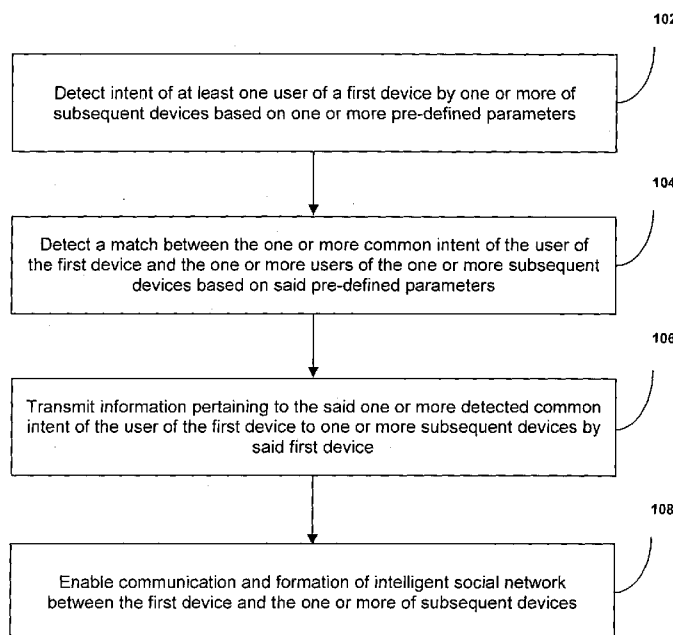 102
Detect intent of at least one user of a first device by one or more of
subsequent devices based on one or more pre-defined parameters
104
Detect a match between the one or more common intent of the user of
the first device and the one or more users of the one or more subsequent
devices based on said pre-defined parameters
106
Transmit information pertaining to the said one or more detected common
intent of the user of the first device to one or more subsequent devices by
said first device
108
Enable communication and formation of intelligent social network
between the first device and the one or more of subsequent devices